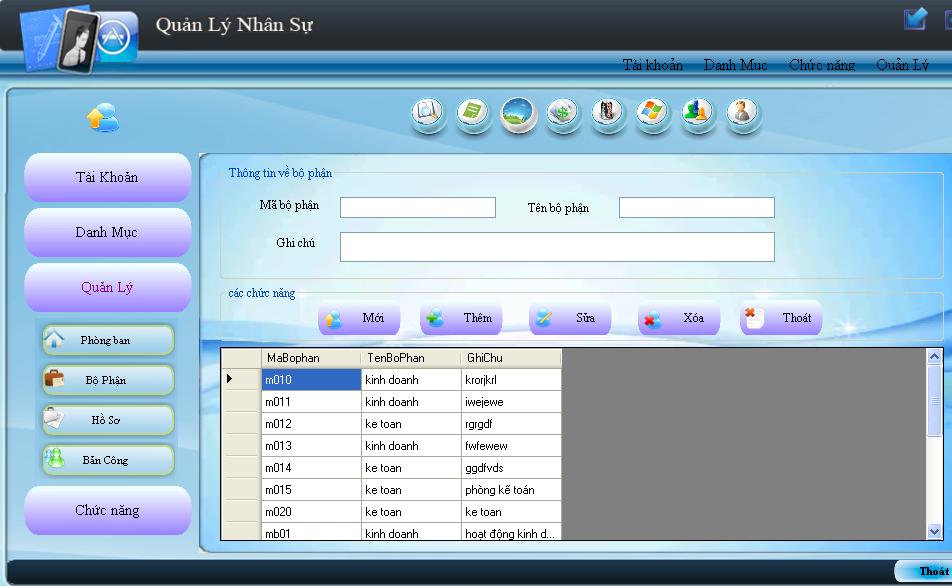 Quản Lý Nhân Sự
Tài khoản Danh Mục Chức năng Quản Lý
Tài Khoản
Danh Mục
Quản Lý
Phòng ban
Bộ Phận
Hồ Sơ
Bản Công
Chức năng
Thông tin về bộ phận
Mã bộ phận Tên bộ phận
Ghi chú
các chức năng
Mới Thêm Sửa Xóa Thoát
MaBophan TenBoPhan GhiChu
m010 kinh doanh krorjkrl
m011 kinh doanh iwejewe
m012 ke toan rgrgdf
m013 kinh doanh fwfewew
m014 ke toan ggdfvds
m015 ke toan phòng kế toán
m020 ke toan ke toan
mb01 kinh doanh hoạt động kinh d...
Thoát